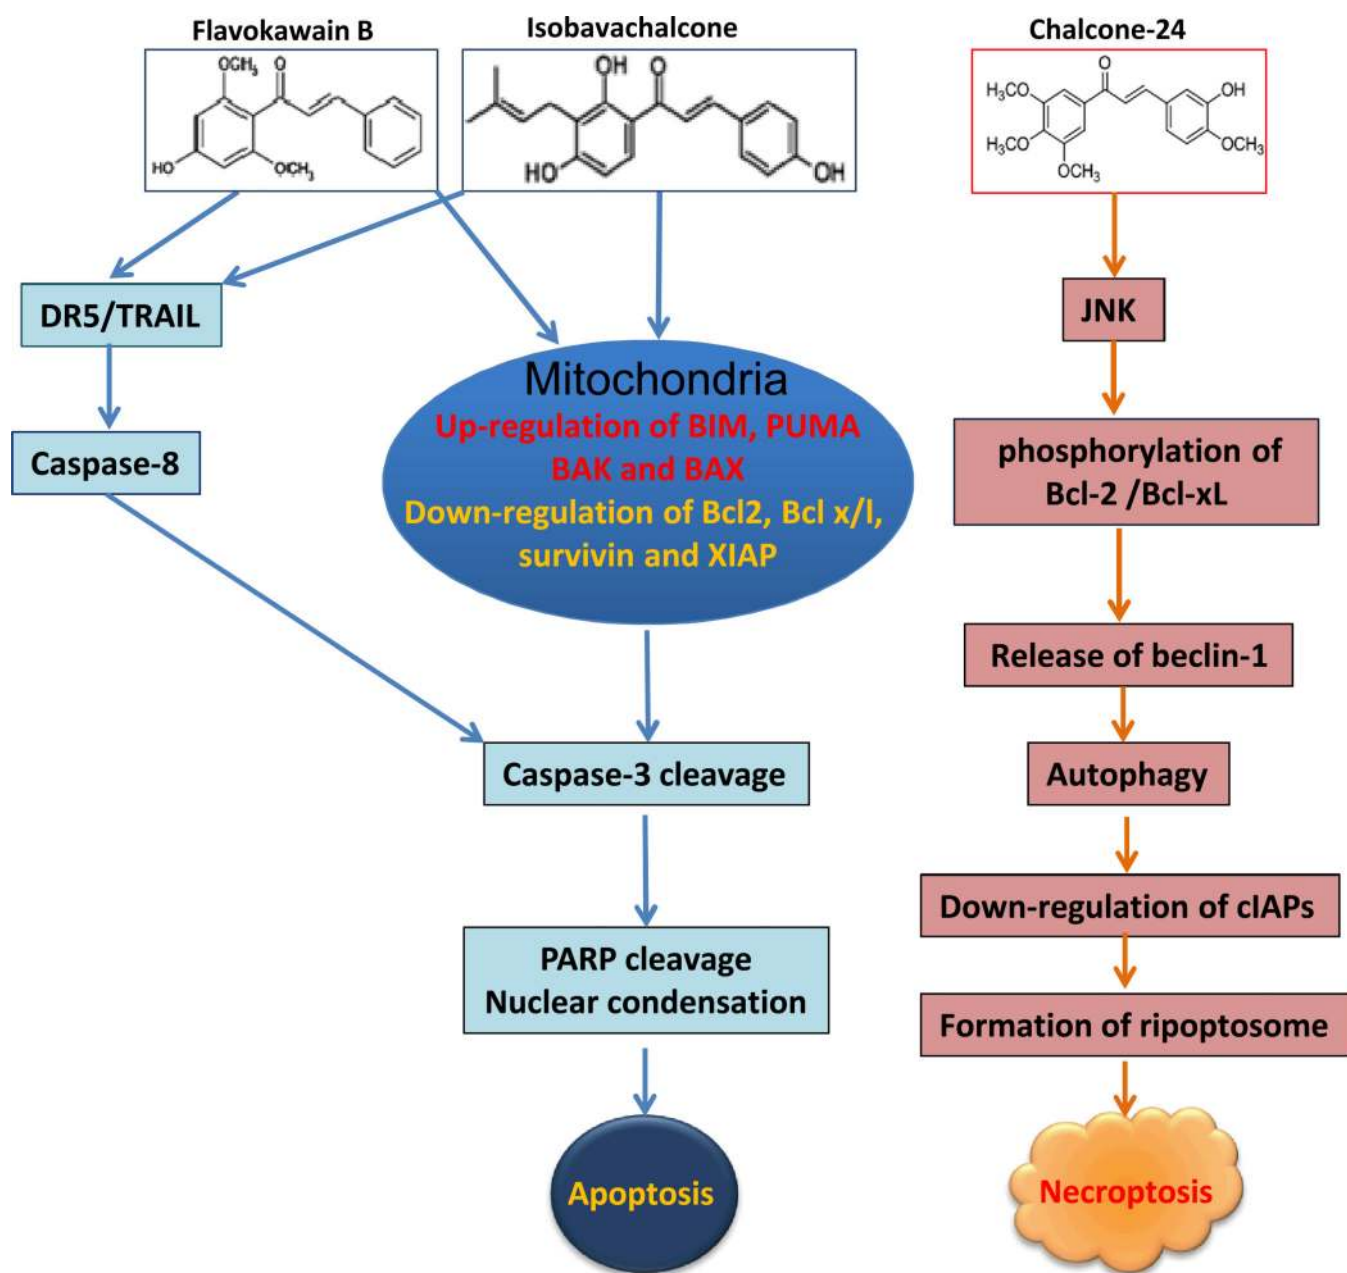 Flavokawain B
Isobavachalcone
Chalcone-24
OCH₃
O
HO
OCH₃
OH
O
HO
OH
O
H₃CO
H₃CO
OCH₃
OH
OCH₃
DR5/TRAIL
Caspase-8
Mitochondria
Up-regulation of BIM, PUMA
BAK and BAX
Down-regulation of Bcl2, Bcl x/l,
survivin and XIAP
Caspase-3 cleavage
PARP cleavage
Nuclear condensation
Apoptosis
JNK
phosphorylation of
Bcl-2 /Bcl-xL
Release of beclin-1
Autophagy
Down-regulation of cIAPs
Formation of ripoptosome
Necroptosis